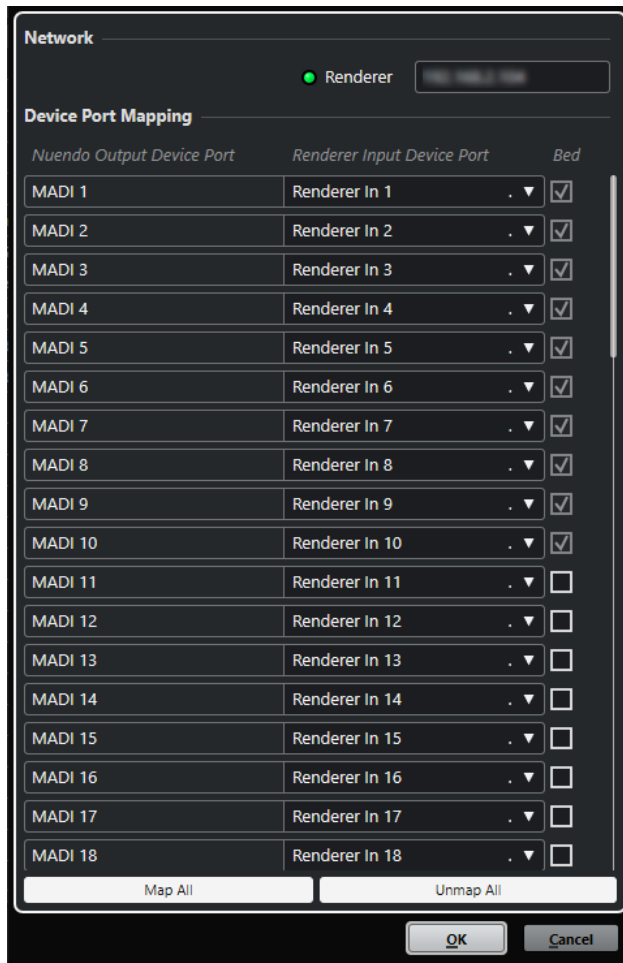 Network
Renderer
Device Port Mapping
Nuendo Output Device Port Renderer Input Device Port Bed
MADI 1 Renderer In 1 .
MADI 2 Renderer In 2 .
MADI 3 Renderer In 3 .
MADI 4 Renderer In 4 .
MADI 5 Renderer In 5 .
MADI 6 Renderer In 6 .
MADI 7 Renderer In 7 .
MADI 8 Renderer In 8 .
MADI 9 Renderer In 9 .
MADI 10 Renderer In 10 .
MADI 11 Renderer In 11 .
MADI 12 Renderer In 12 .
MADI 13 Renderer In 13 .
MADI 14 Renderer In 14 .
MADI 15 Renderer In 15 .
MADI 16 Renderer In 16 .
MADI 17 Renderer In 17 .
MADI 18 Renderer In 18 .
Map All Unmap All
OK Cancel